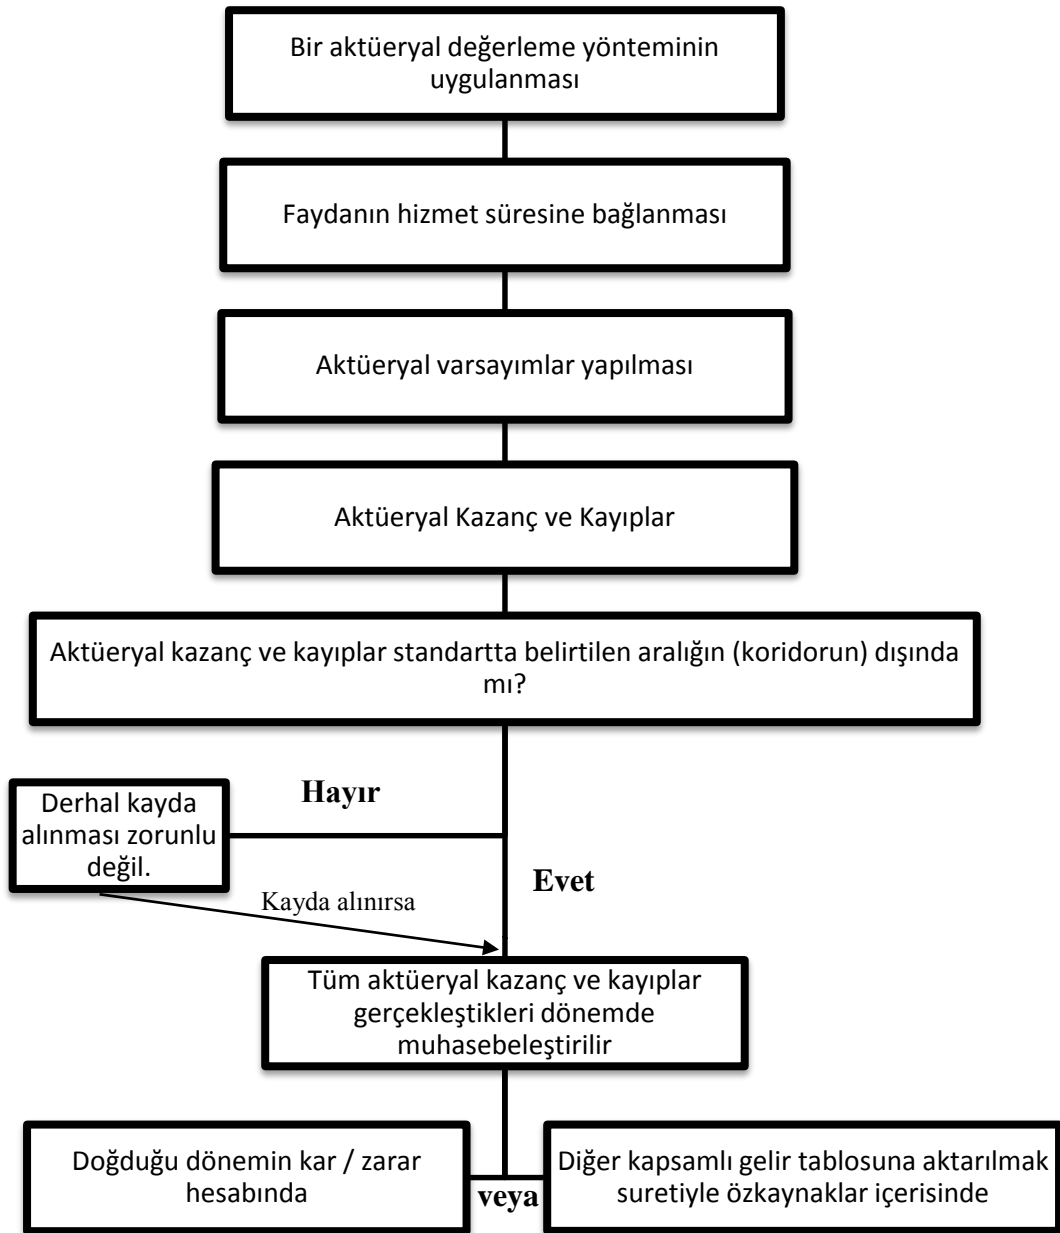 Bir aktüeryal değerleme yönteminin
uygulanması
Faydanın hizmet süresine bağlanması
Aktüeryal varsayımlar yapılması
Aktüeryal Kazanç ve Kayıplar
Aktüeryal kazanç ve kayıplar standartta belirtilen aralığın (koridorun) dışında
mı?
Hayır
Derhal kayda
alınması zorunlu
değil.
Evet
Kayda alınırsa
Tüm aktüeryal kazanç ve kayıplar
gerçekleştikleri dönemde
muhasebeleştirilir
Doğduğu dönemin kar / zarar
hesabında
veya
Diğer kapsamlı gelir tablosuna aktarılmak
suretiyle özkaynaklar içerisinde